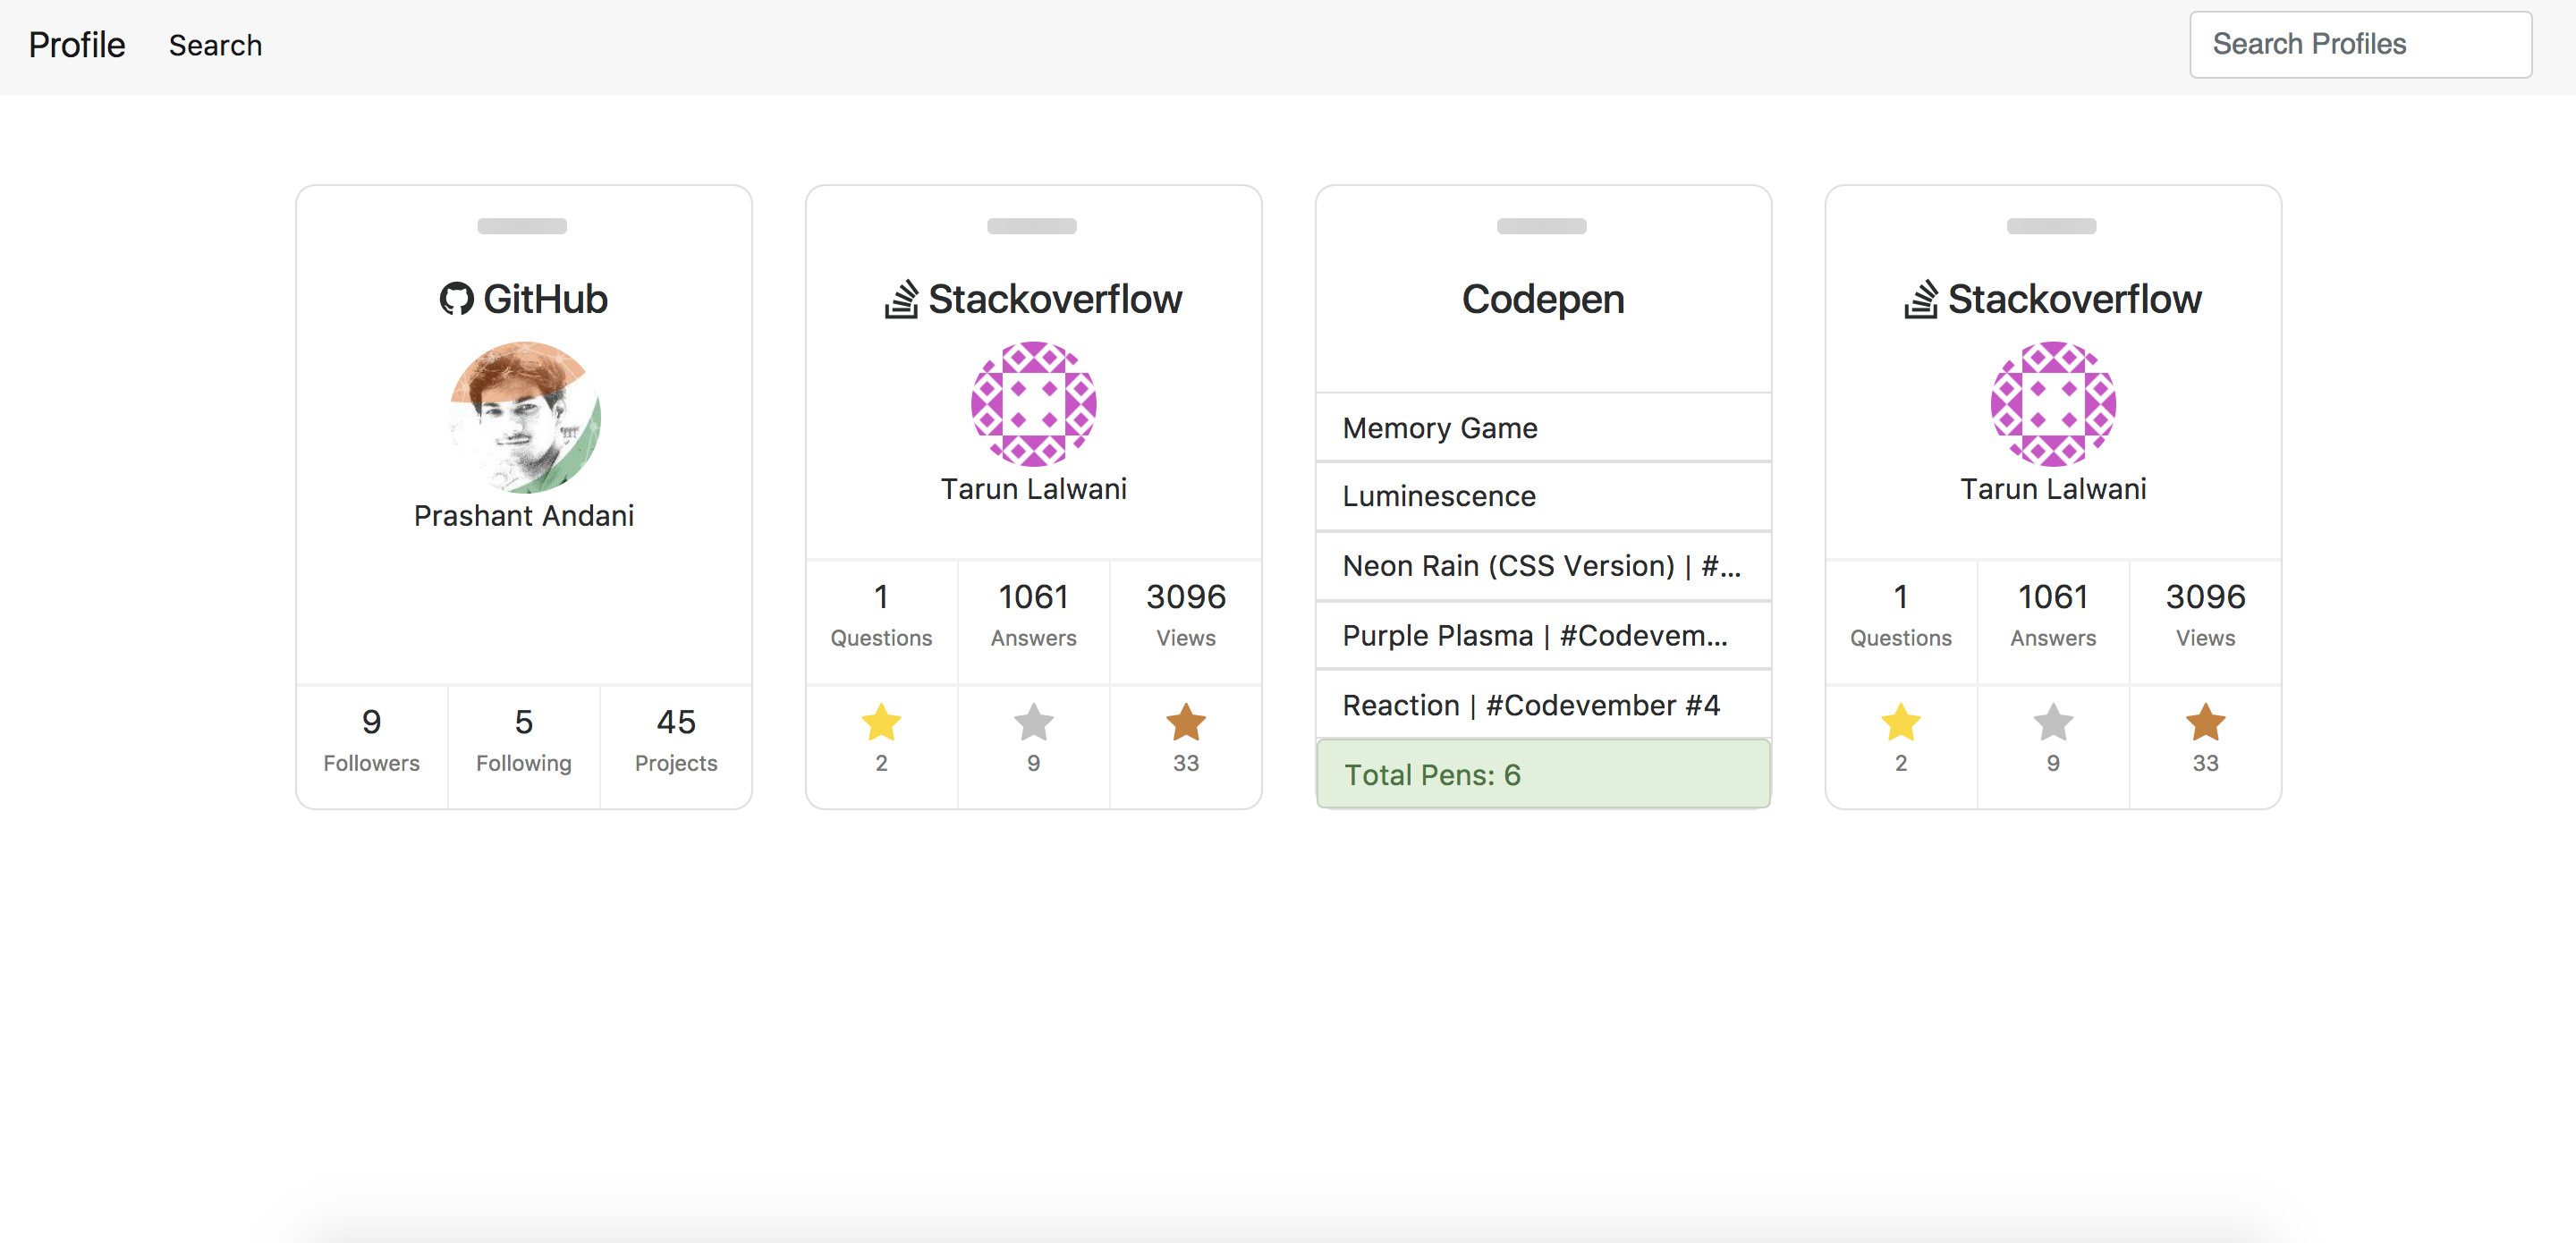 Profile
Search
Search Profiles
GitHub
Prashant Andani
9
Followers
5
Following
45
Projects
Stackoverflow
Tarun Lalwani
1
Questions
1061
Answers
3096
Views
2
9
33
Codepen
Memory Game
Luminescence
Neon Rain (CSS Version) | #...
Purple Plasma | #Codevem...
Reaction | #Codevember #4
Total Pens: 6
Stackoverflow
Tarun Lalwani
1
Questions
1061
Answers
3096
Views
2
9
33